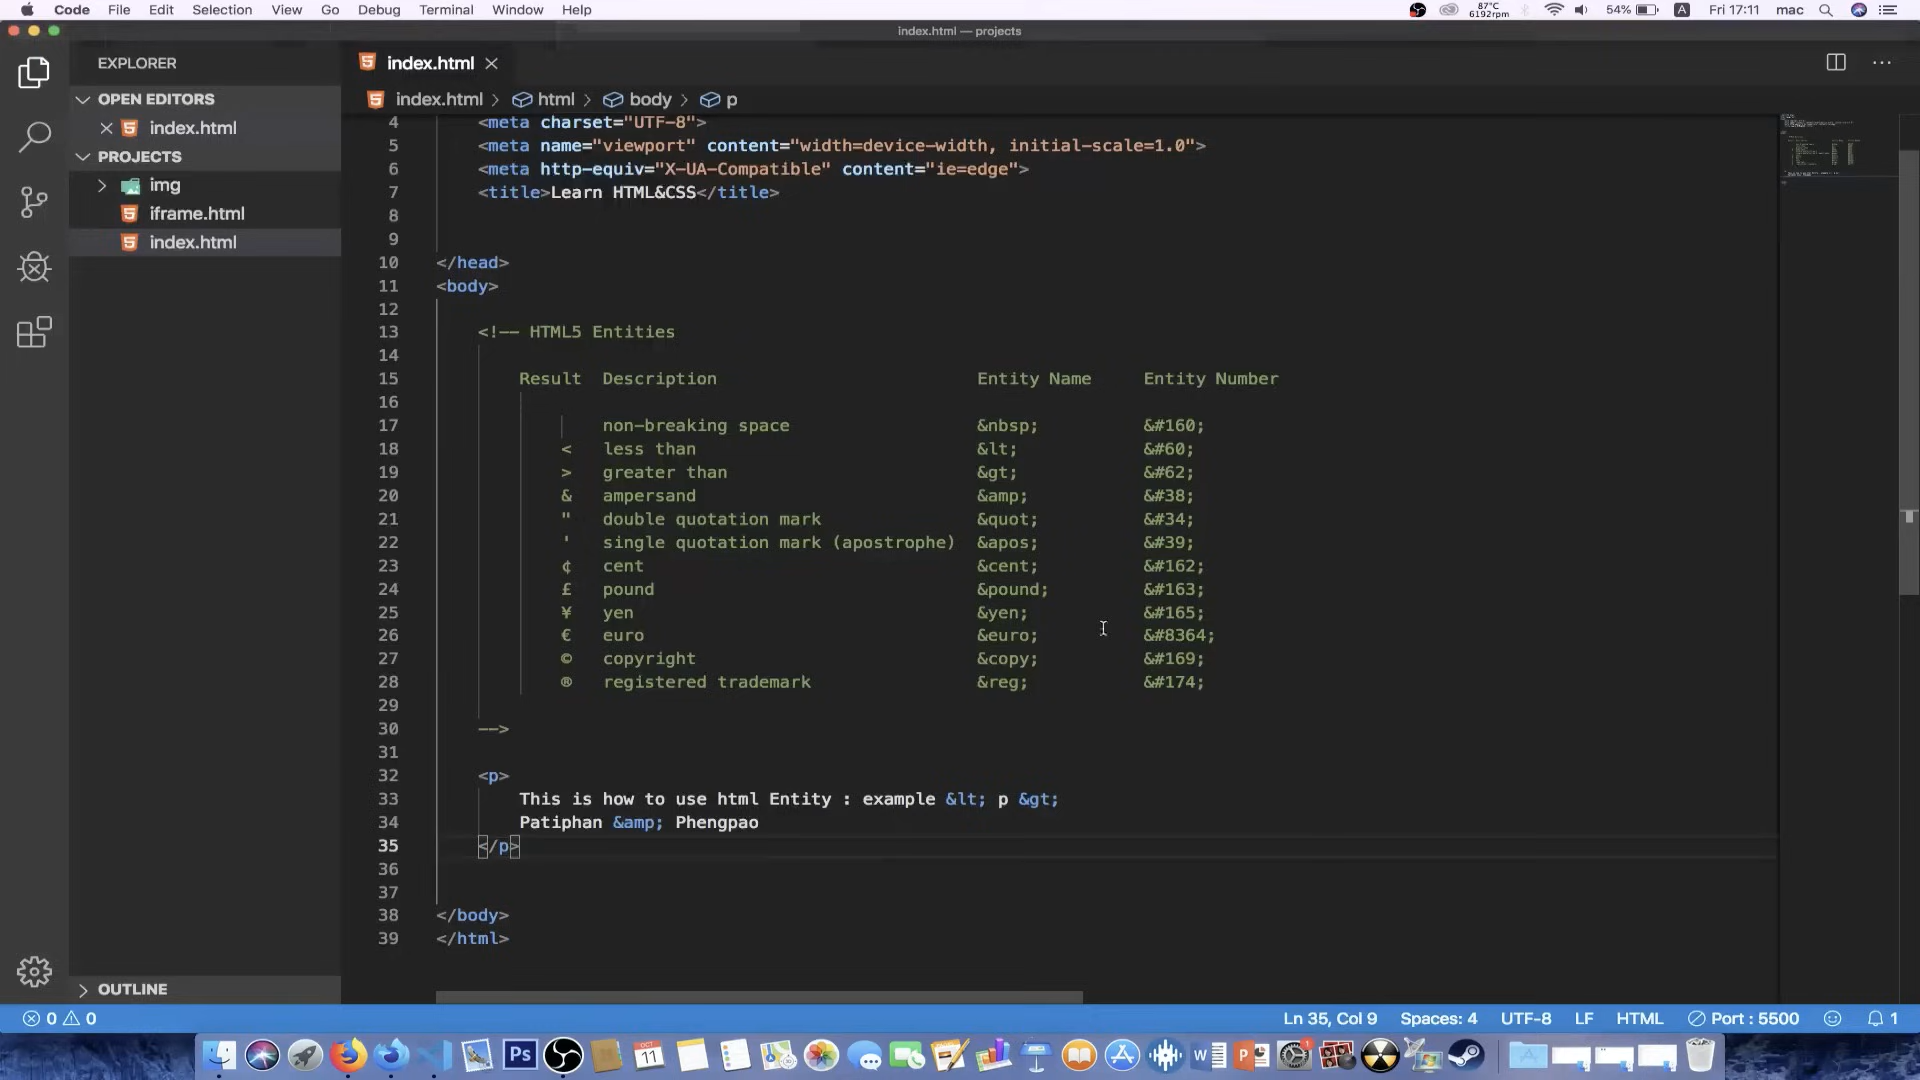 Code File Edit Selection View Go Debug Terminal Window Help 87°C 6192rpm 54% A Fri 17:11 mac
index.html — projects
EXPLORER
OPEN EDITORS
index.html
PROJECTS
img
iframe.html
index.html
OUTLINE
index.html
index.html > html > body > p
4 <meta charset="UTF-8">
5 <meta name="viewport" content="width=device-width, initial-scale=1.0">
6 <meta http-equiv="X-UA-Compatible" content="ie=edge">
7 <title>Learn HTML&CSS</title>
8
9
10 </head>
11 <body>
12
13 <!-- HTML5 Entities
14
15 Result Description Entity Name Entity Number
16
17 non-breaking space &nbsp; &#160;
18 < less than &lt; &#60;
19 > greater than &gt; &#62;
20 & ampersand &amp; &#38;
21 " double quotation mark &quot; &#34;
22 ' single quotation mark (apostrophe) &apos; &#39;
23 ¢ cent &cent; &#162;
24 £ pound &pound; &#163;
25 ¥ yen &yen; &#165;
26 € euro &euro; &#8364;
27 © copyright &copy; &#169;
28 ® registered trademark &reg; &#174;
29
30 -->
31
32 <p>
33 This is how to use html Entity : example &lt; p &gt;
34 Patiphan &amp; Phengpao
35 </p>
36
37
38 </body>
39 </html>
0 0 Ln 35, Col 9 Spaces: 4 UTF-8 LF HTML Port : 5500 1
Ps OCT 11 W P 1